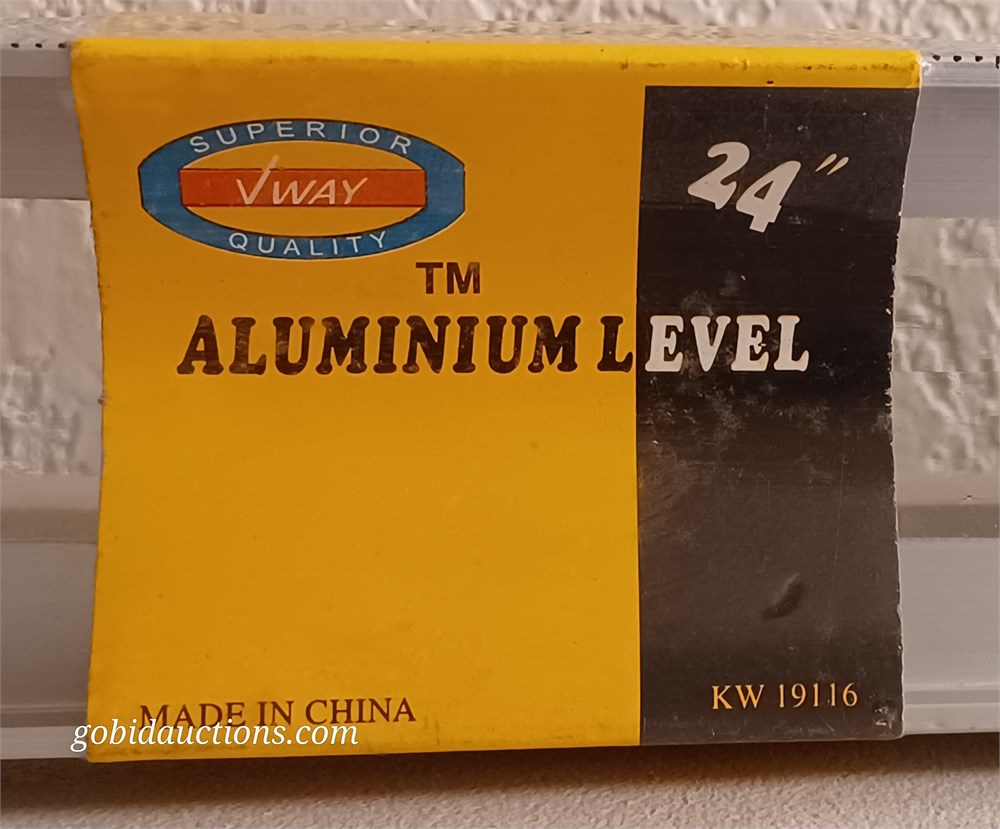 SUPERIOR
VWAY
QUALITY
24"
TM
ALUMINIUM LEVEL
MADE IN CHINA
KW 19116
gobidauctions.com